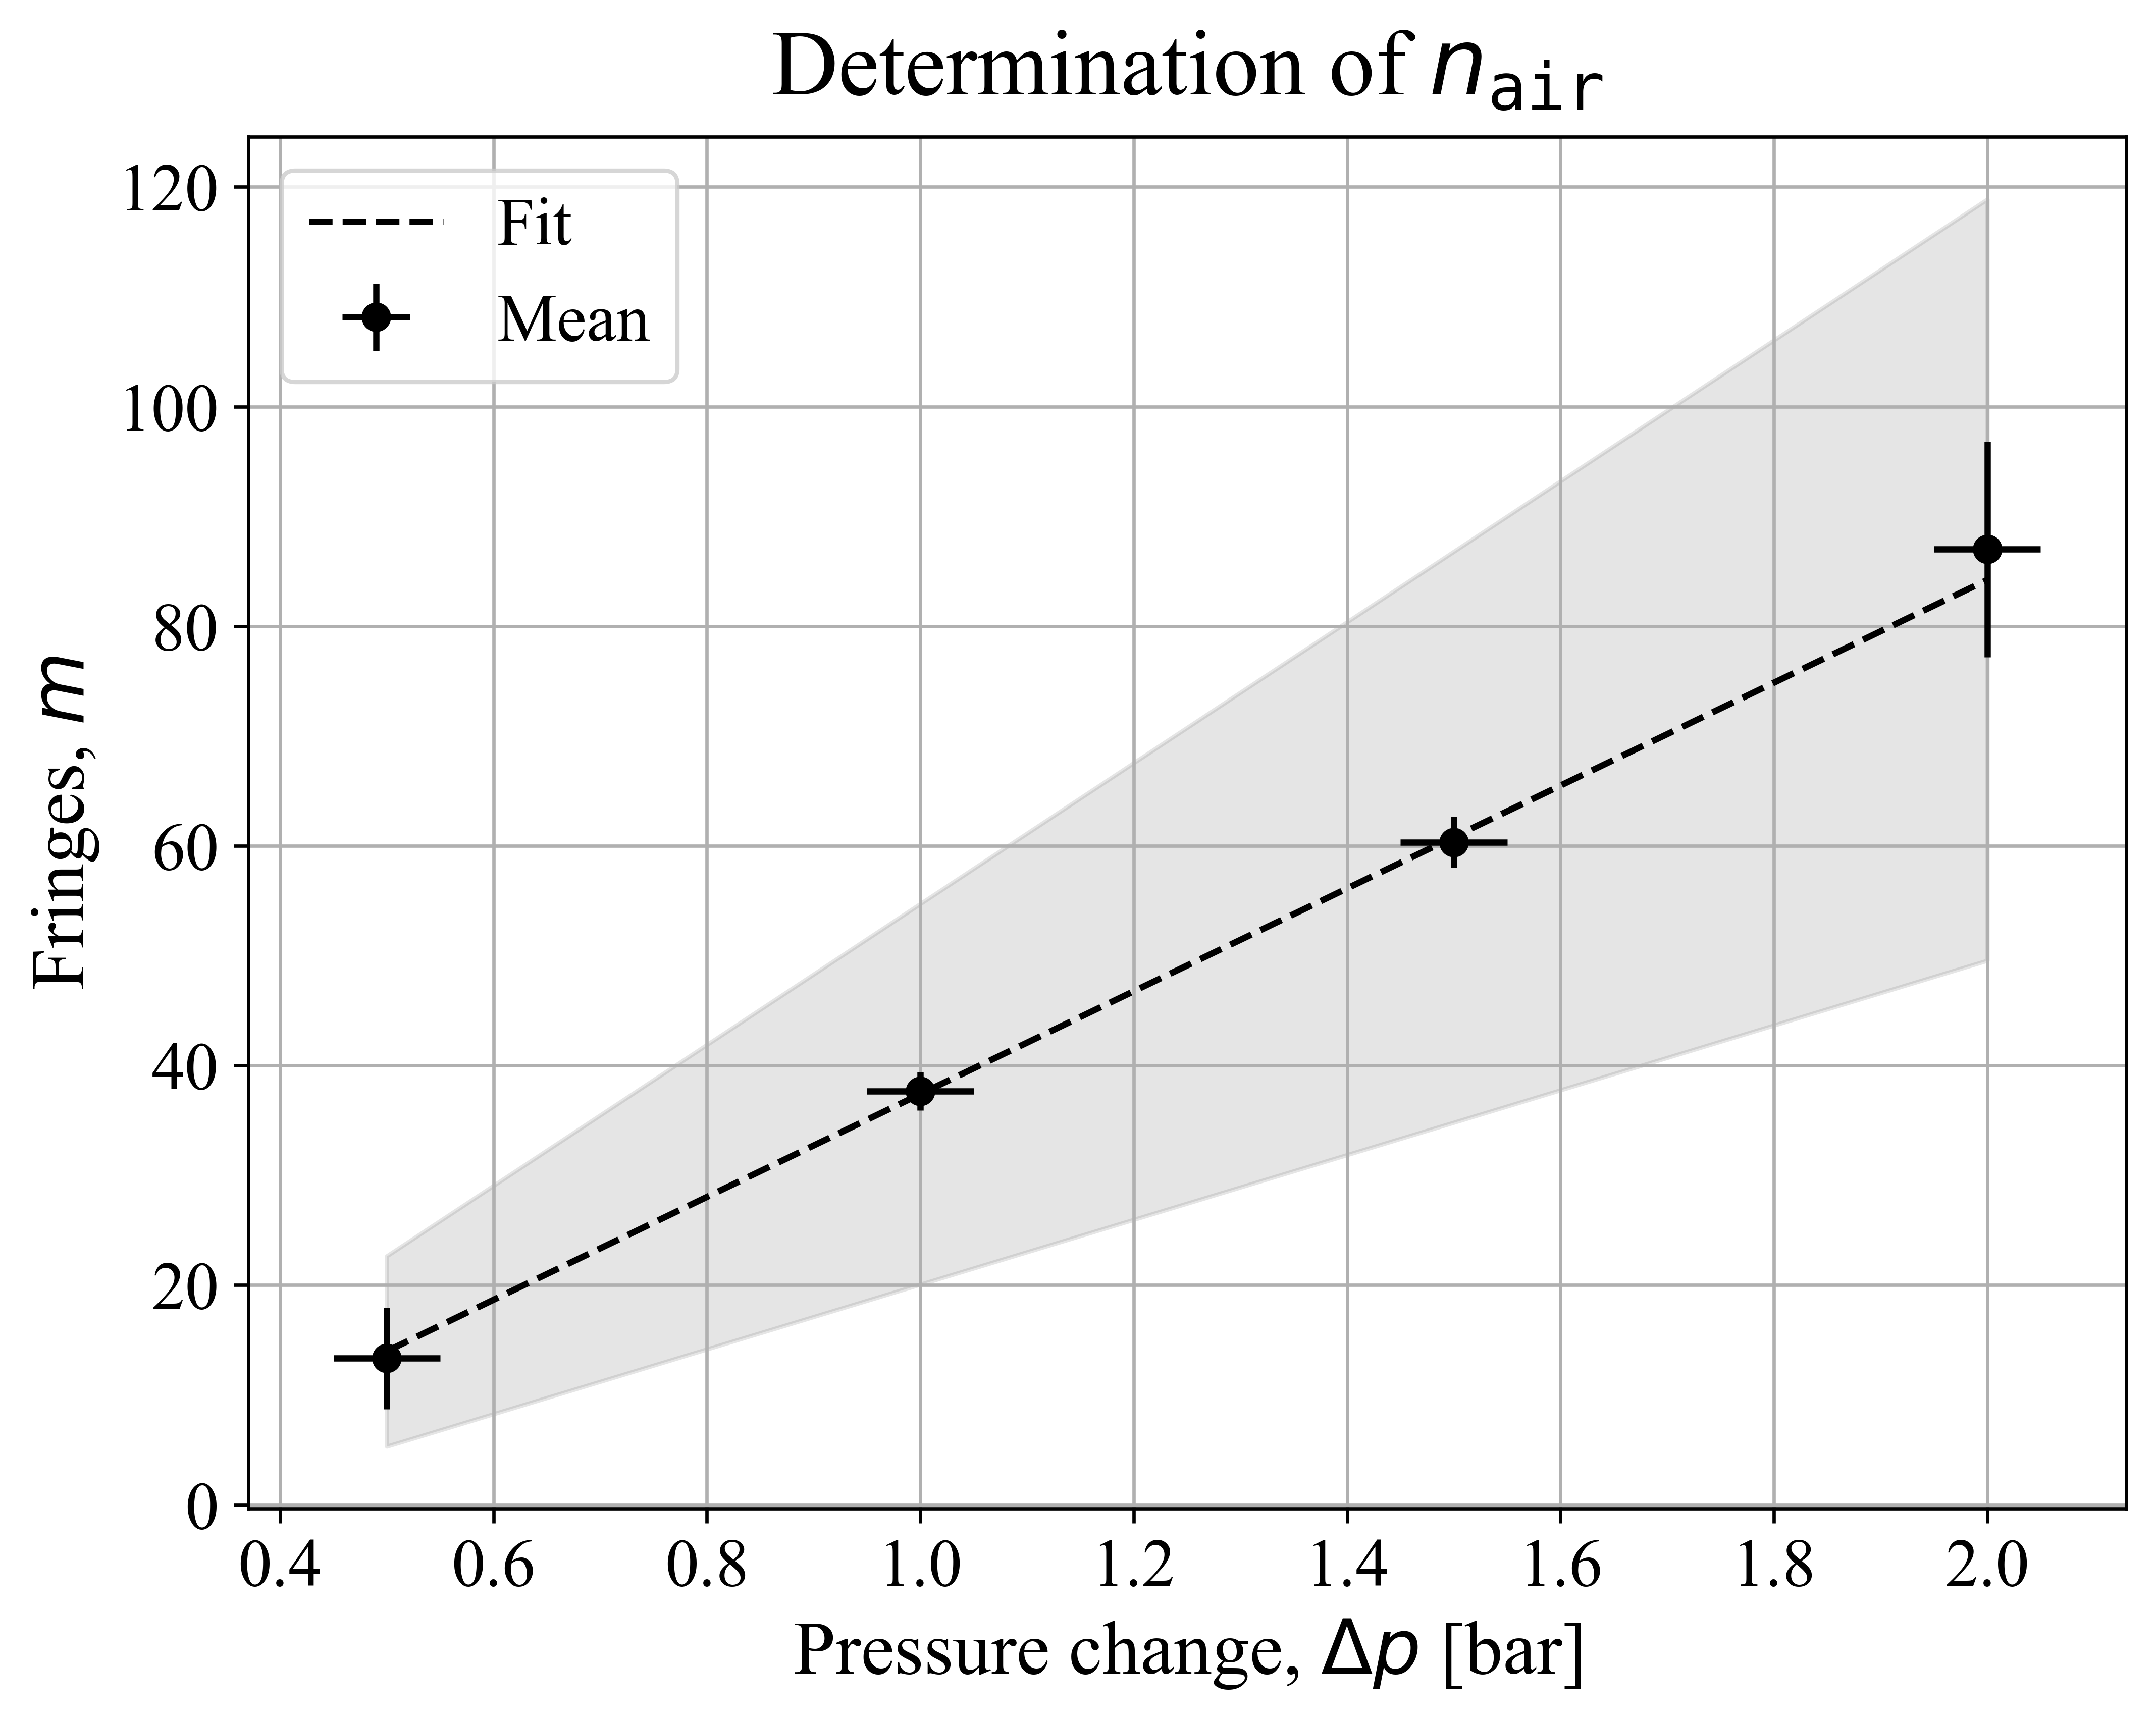 Determination of n_air
Fit
Mean
120
100
80
60
40
20
0
Fringes, m
0.4 0.6 0.8 1.0 1.2 1.4 1.6 1.8 2.0
Pressure change, Δp [bar]